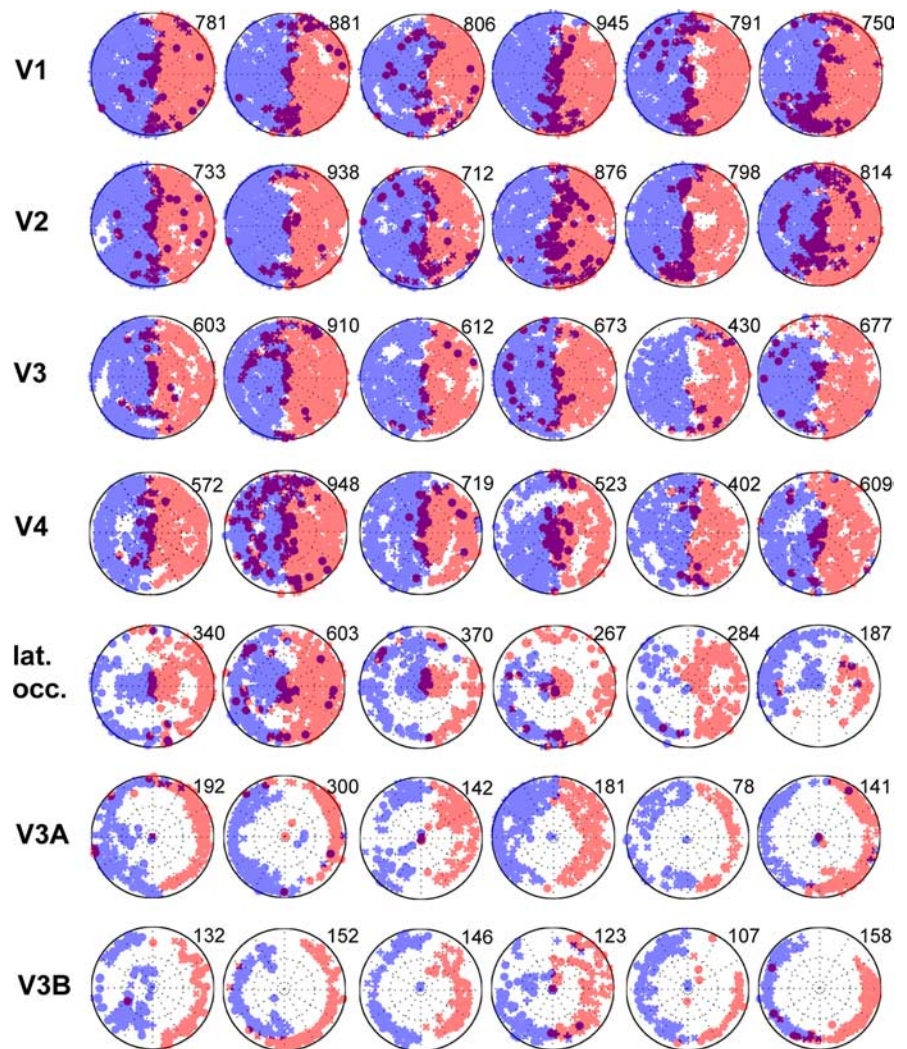 V1 781 881 806 945 791 750
V2 733 938 712 876 798 814
V3 603 910 612 673 430 677
V4 572 948 719 523 402 609
lat. occ. 340 603 370 267 284 187
V3A 192 300 142 181 78 141
V3B 132 152 146 123 107 158